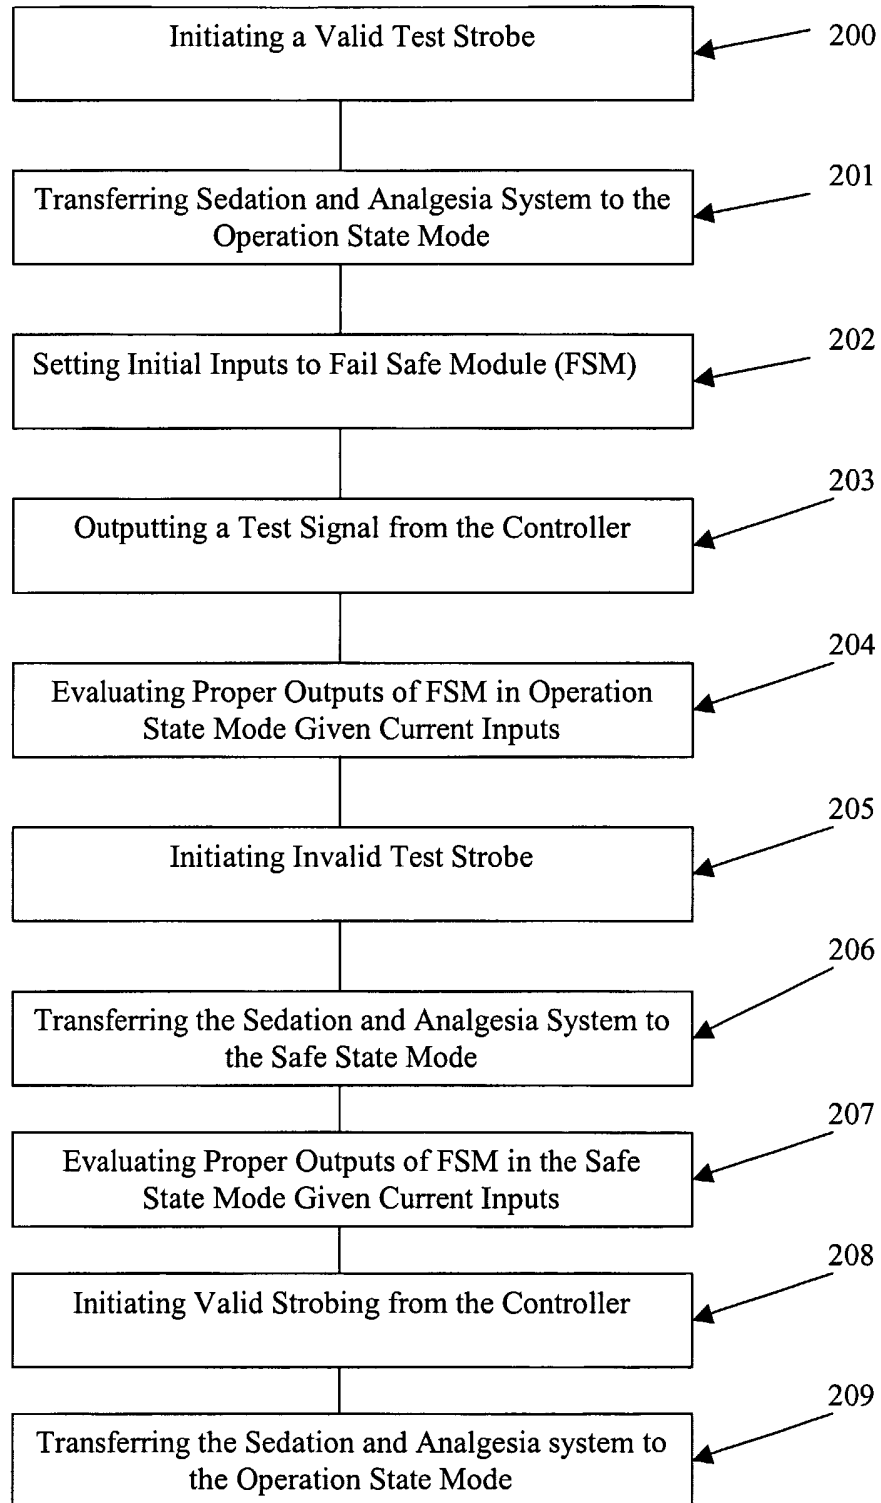 Initiating a Valid Test Strobe
200
Transferring Sedation and Analgesia System to the
Operation State Mode
201
Setting Initial Inputs to Fail Safe Module (FSM)
202
Outputting a Test Signal from the Controller
203
Evaluating Proper Outputs of FSM in Operation
State Mode Given Current Inputs
204
Initiating Invalid Test Strobe
205
Transferring the Sedation and Analgesia System to
the Safe State Mode
206
Evaluating Proper Outputs of FSM in the Safe
State Mode Given Current Inputs
207
Initiating Valid Strobing from the Controller
208
Transferring the Sedation and Analgesia system to
the Operation State Mode
209